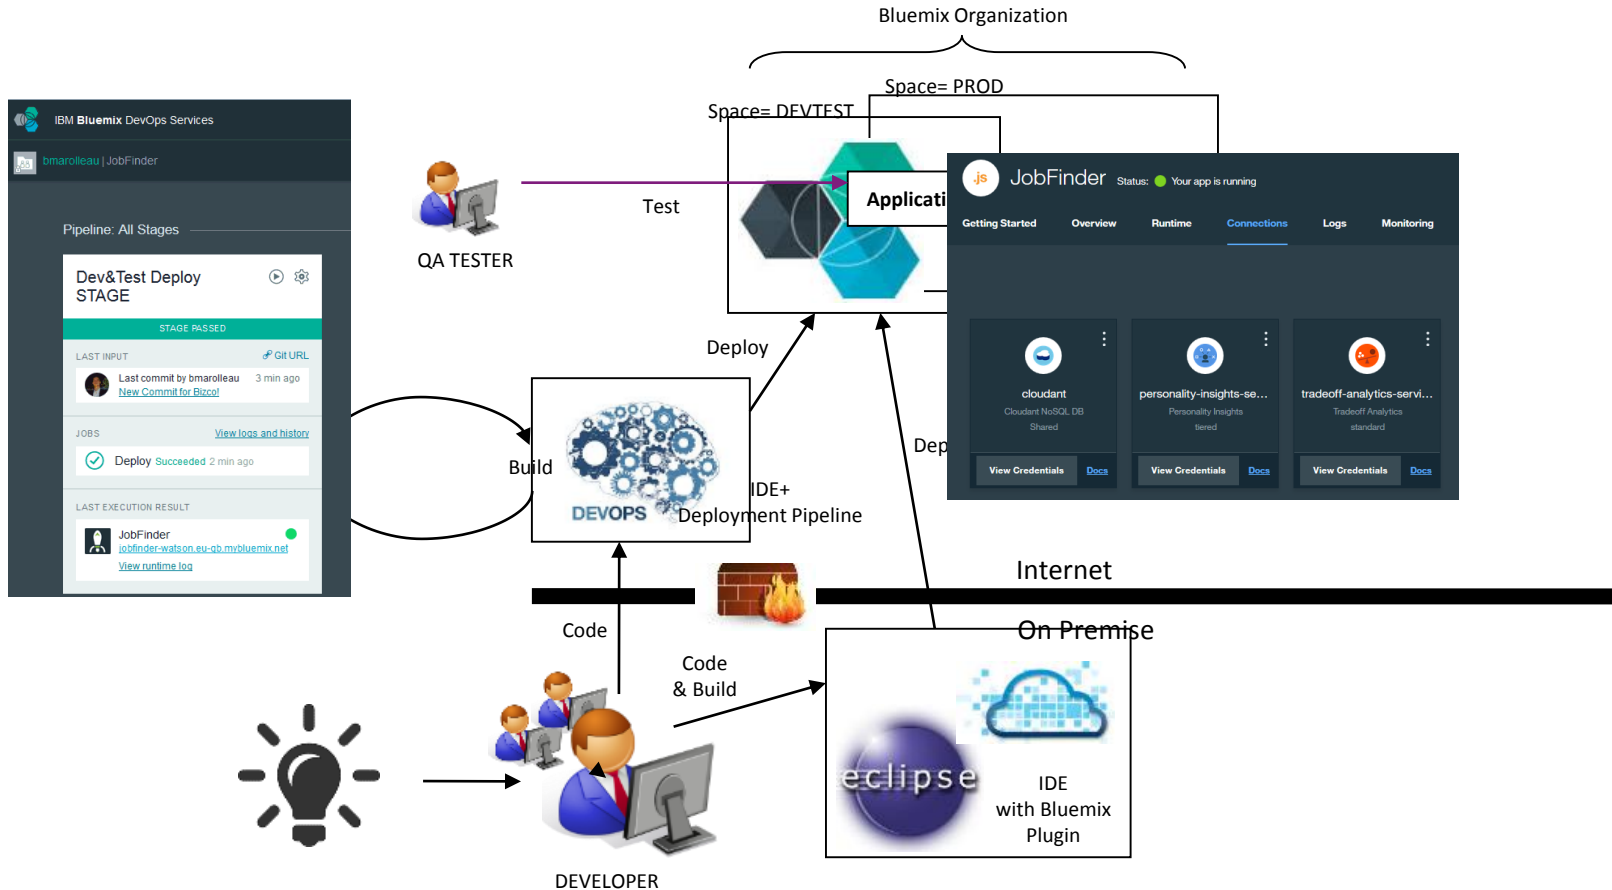 Bluemix Organization
Space= PROD
Space= DEVTEST
IBM Bluemix DevOps Services
bmarolleau | JobFinder
Pipeline: All Stages
Dev&Test Deploy
STAGE
STAGE PASSED
LAST INPUT
Git URL
Last commit by bmarolleau
3 min ago
New Commit for Bizco!
JOBS
View logs and history
Deploy Succeeded 2 min ago
LAST EXECUTION RESULT
JobFinder
jobfinder-watson.eu-gb.mybluemix.net
View runtime log
QA TESTER
Test
Applicati
.js
JobFinder
Status:
Your app is running
Getting Started
Overview
Runtime
Connections
Logs
Monitoring
cloudant
Cloudant NoSQL DB
Shared
View Credentials
Docs
personality-insights-se...
Personality Insights
tiered
View Credentials
Docs
tradeoff-analytics-servi...
Tradeoff Analytics
standard
View Credentials
Docs
Deploy
Dep
Build
DEVOPS
IDE+
Deployment Pipeline
Internet
On Premise
Code
Code
& Build
eclipse
IDE
with Bluemix
Plugin
DEVELOPER